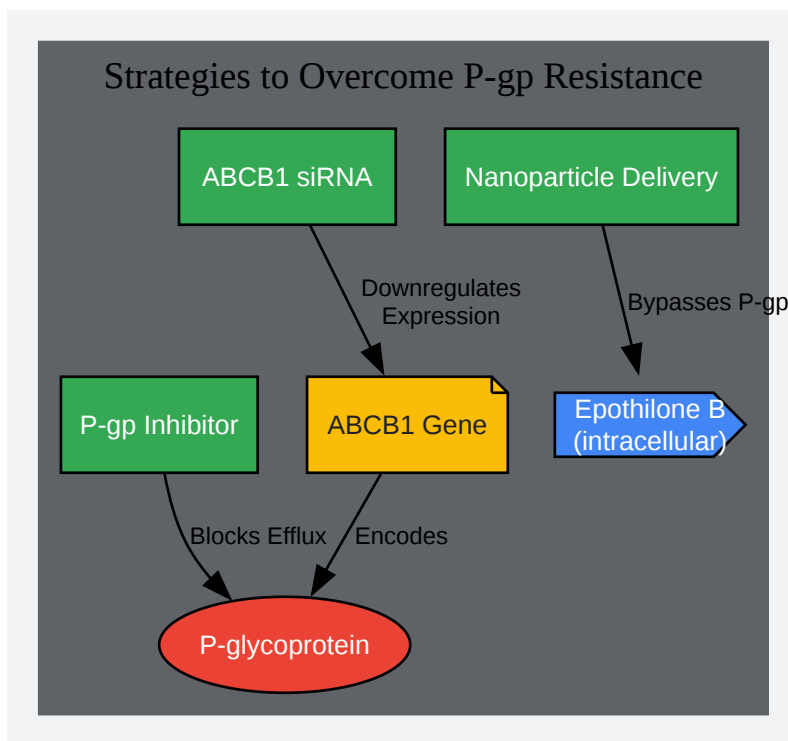 Strategies to Overcome P-gp Resistance
ABCB1 siRNA
Nanoparticle Delivery
Downregulates
Expression
Bypasses P-gp
P-gp Inhibitor
ABCB1 Gene
Epothilone B
(intracellular)
Blocks Efflux
Encodes
P-glycoprotein